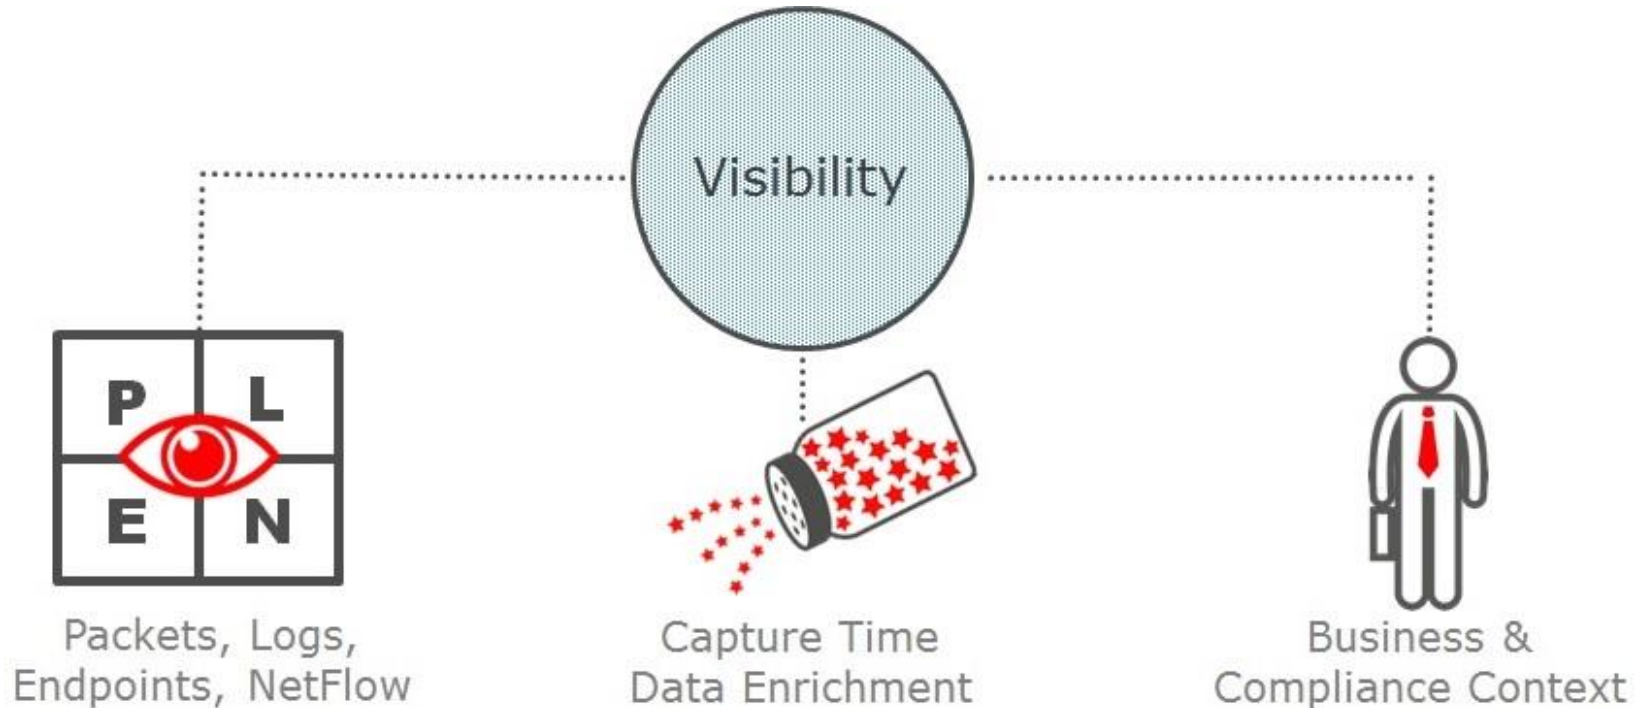 Visibility
P L
E N
Packets, Logs,
Endpoints, NetFlow
Capture Time
Data Enrichment
Business &
Compliance Context